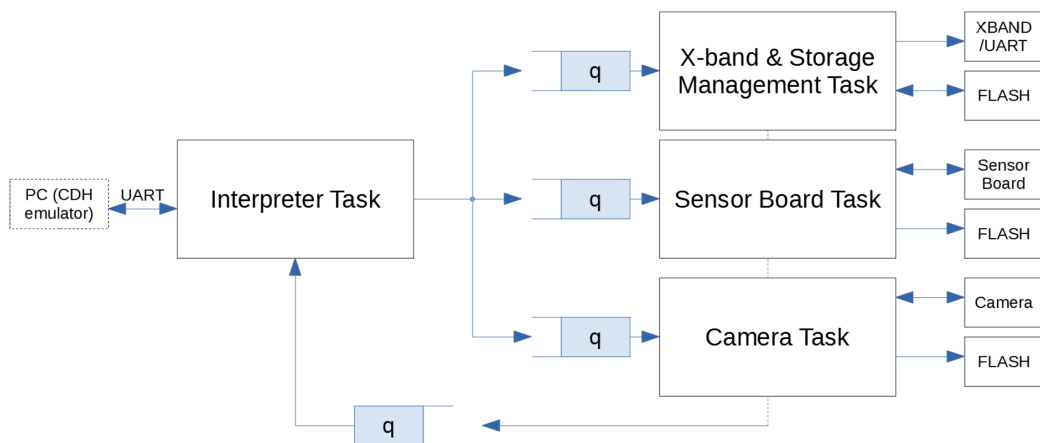 XBAND
/UART
q
X-band & Storage
Management Task
FLASH
PC (CDH
emulator)
UART
Interpreter Task
q
Sensor Board Task
Sensor
Board
FLASH
q
Camera Task
Camera
FLASH
q